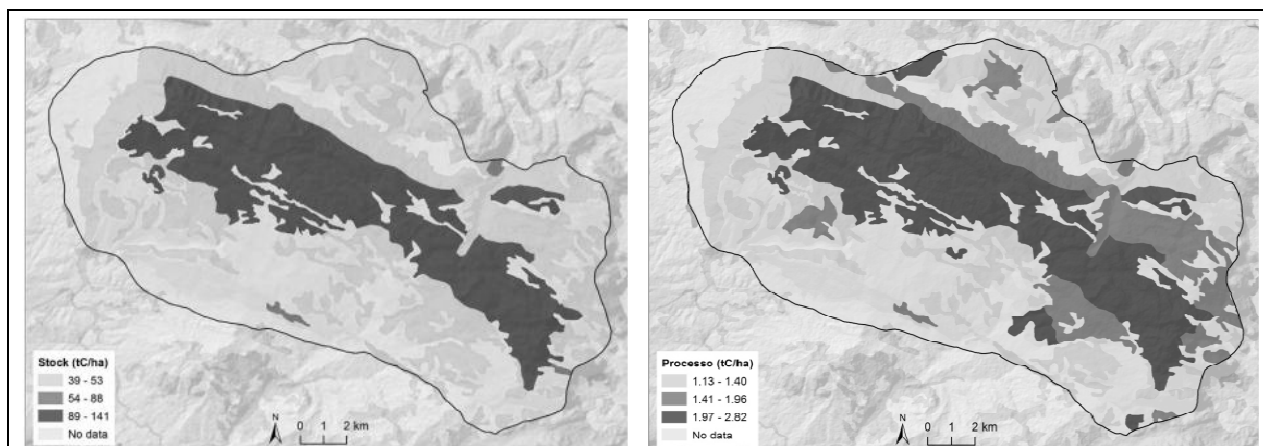 Stock (tC/ha)
39 - 53
54 - 88
89 - 141
No data
N
0 1 2 km
Processo (tC/ha)
1.13 - 1.40
1.41 - 1.96
1.97 - 2.82
No data
N
0 1 2 km